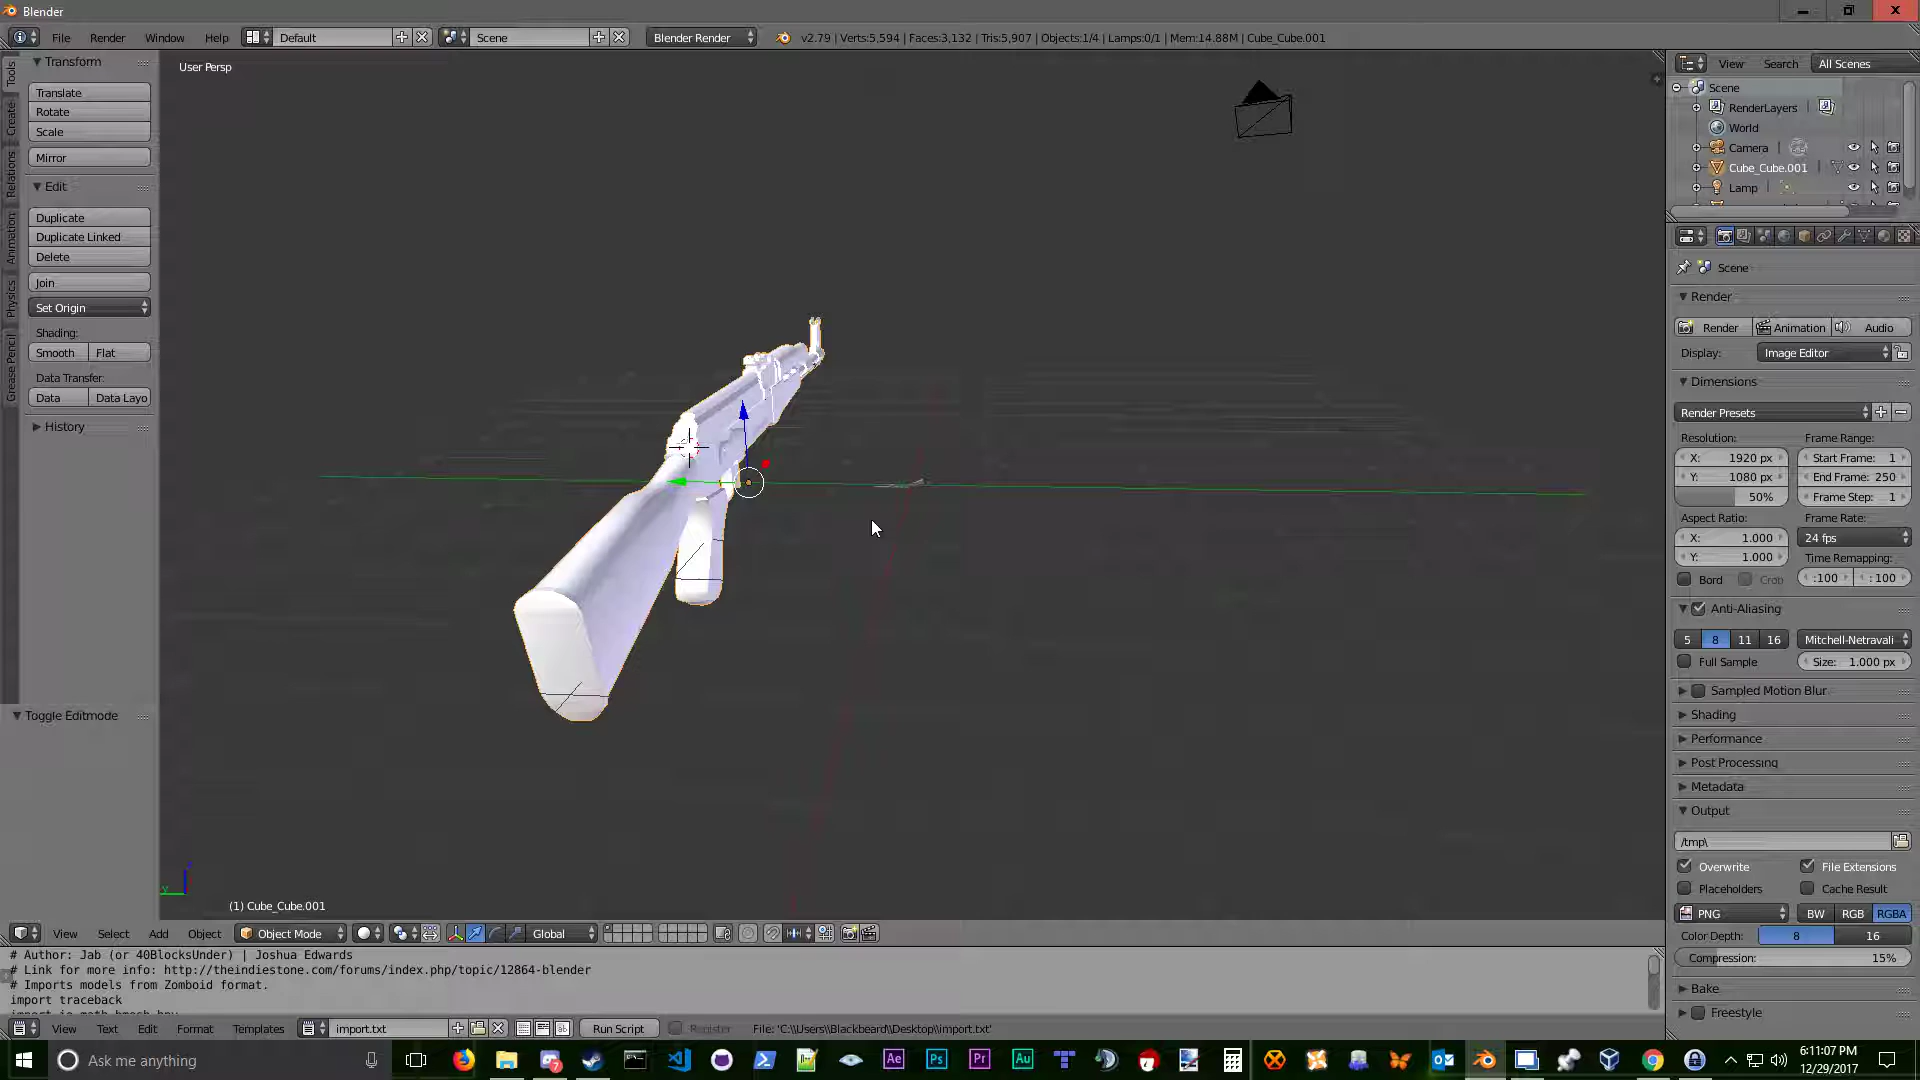 Blender
File Render Window Help Default Scene Blender Render v2.79 | Verts:5,594 | Faces:3,132 | Tris:5,907 | Objects:1/4 | Lamps:0/1 | Mem:14.88M | Cube_Cube.001
Tools
Create
Relations
Animation
Physics
Grease Pencil
Transform
Translate
Rotate
Scale
Mirror
Edit
Duplicate
Duplicate Linked
Delete
Join
Set Origin
Shading:
Smooth Flat
Data Transfer:
Data Data Layo
History
Toggle Editmode
User Persp
(1) Cube_Cube.001
View Select Add Object Object Mode Global
# Author: Jab (or 40BlocksUnder) | Joshua Edwards
# Link for more info: http://theindiestone.com/forums/index.php/topic/12864-blender
# Imports models from Zomboid format.
import traceback
View Text Edit Format Templates import.txt Run Script Register File: 'C:\\Users\\Blackbeard\\Desktop\\import.txt'
View Search All Scenes
Scene
RenderLayers
World
Camera
Cube_Cube.001
Lamp
Scene
Render
Render Animation Audio
Display: Image Editor
Dimensions
Render Presets
Resolution: Frame Range:
X: 1920 px Start Frame: 1
Y: 1080 px End Frame: 250
50% Frame Step: 1
Aspect Ratio: Frame Rate:
X: 1.000 24 fps
Y: 1.000 Time Remapping:
Bord Crop :100 :100
Anti-Aliasing
5 8 11 16 Mitchell-Netravali
Full Sample Size: 1.000 px
Sampled Motion Blur
Shading
Performance
Post Processing
Metadata
Output
/tmp\
Overwrite File Extensions
Placeholders Cache Result
PNG BW RGB RGBA
Color Depth: 8 16
Compression: 15%
Bake
Freestyle
Ask me anything
Ae Ps Pr Au
6:11:07 PM
12/29/2017